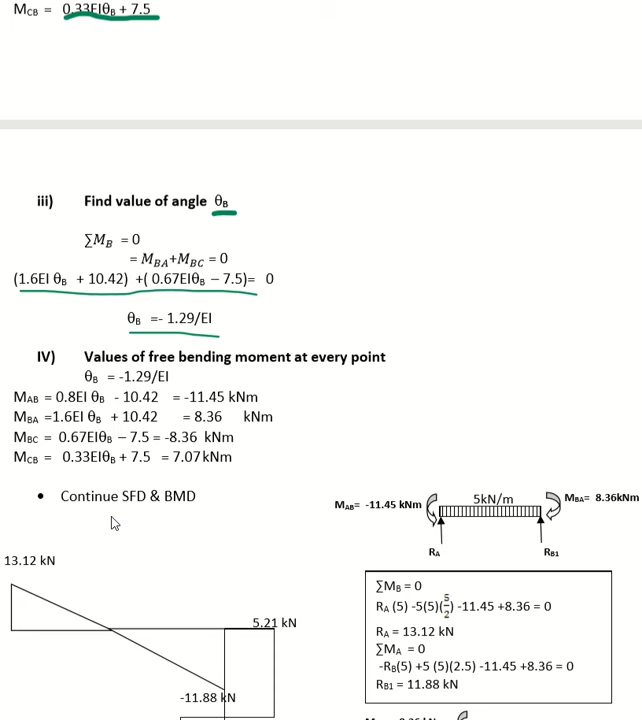 MCB = 0.33EIθB + 7.5
iii) Find value of angle θB
∑MB = 0
= MBA+MBC = 0
(1.6EI θB + 10.42) +( 0.67EIθB – 7.5)= 0
θB =- 1.29/EI
IV) Values of free bending moment at every point
θB = -1.29/EI
MAB = 0.8EI θB - 10.42 = -11.45 kNm
MBA =1.6EI θB + 10.42 = 8.36 kNm
MBC = 0.67EIθB – 7.5 = -8.36 kNm
MCB = 0.33EIθB + 7.5 = 7.07 kNm
• Continue SFD & BMD
MAB= -11.45 kNm
5kN/m
MBA= 8.36kNm
RA
RB1
13.12 kN
5.21 kN
-11.88 kN
∑MB = 0
RA (5) -5(5)(5/2) -11.45 +8.36 = 0
RA = 13.12 kN
∑MA = 0
-RB(5) +5 (5)(2.5) -11.45 +8.36 = 0
RB1 = 11.88 kN